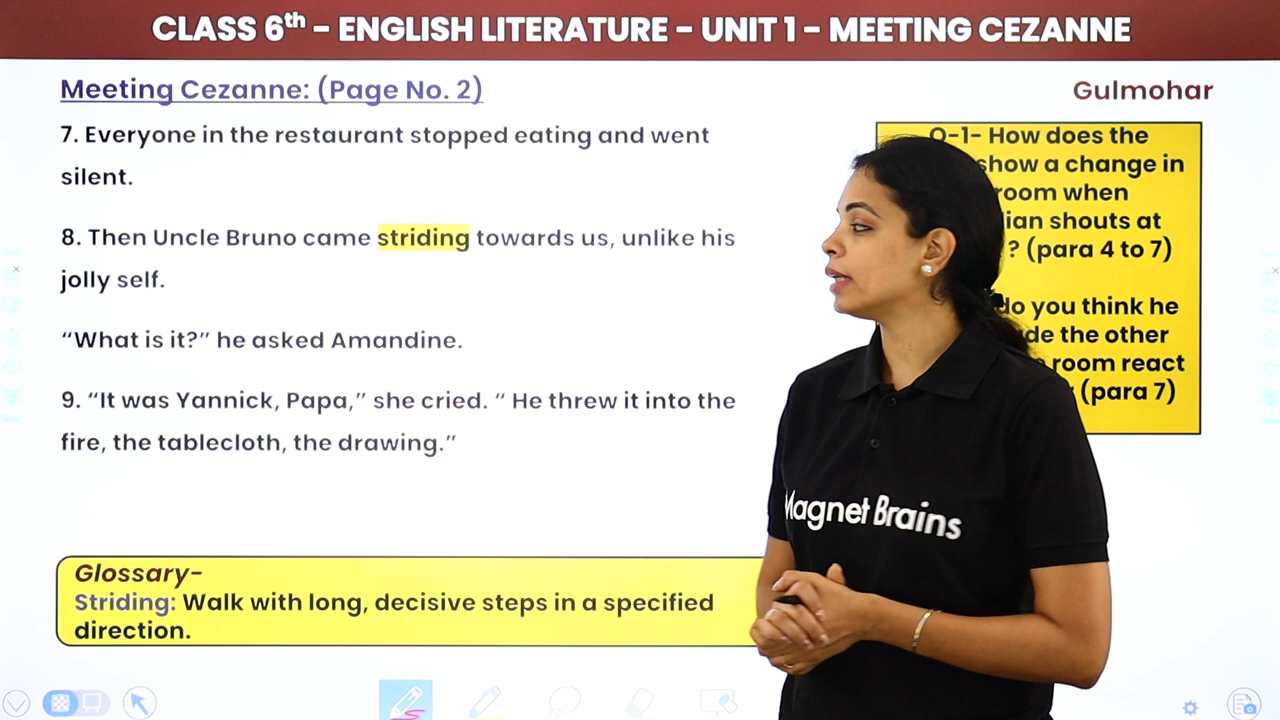 CLASS 6th – ENGLISH LITERATURE – UNIT 1 – MEETING CEZANNE
Meeting Cezanne: (Page No. 2)
Gulmohar
7. Everyone in the restaurant stopped eating and went
silent.
8. Then Uncle Bruno came striding towards us, unlike his
jolly self.
“What is it?” he asked Amandine.
9. “It was Yannick, Papa,” she cried. “ He threw it into the
fire, the tablecloth, the drawing.”
Q-1- How does the
show a change in
room when
shouts at
? (para 4 to 7)
do you think he
the other
room react
(para 7)
Glossary-
Striding: Walk with long, decisive steps in a specified
direction.
Magnet Brains